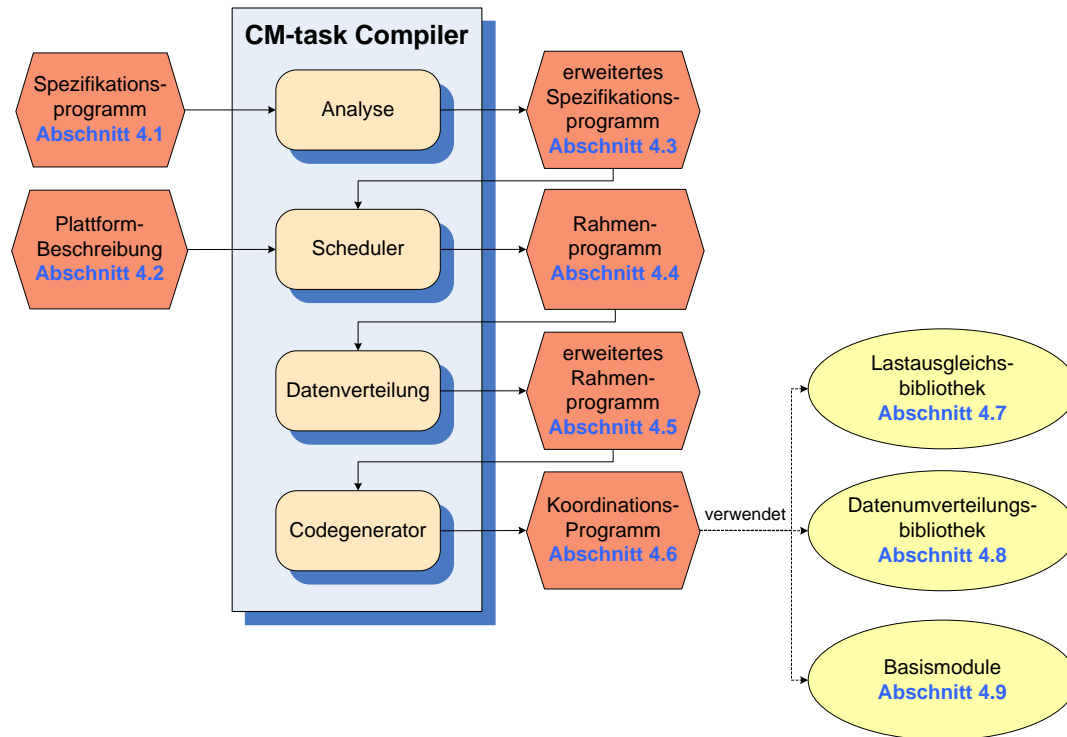 CM-task Compiler
Spezifikations-
programm
Abschnitt 4.1
Analyse
erweitertes
Spezifikations-
programm
Abschnitt 4.3
Plattform-
Beschreibung
Abschnitt 4.2
Scheduler
Rahmen-
programm
Abschnitt 4.4
Datenverteilung
erweitertes
Rahmen-
programm
Abschnitt 4.5
Codegenerator
Koordinations-
Programm
Abschnitt 4.6
verwendet
Lastausgleichs-
bibliothek
Abschnitt 4.7
Datenumverteilungs-
bibliothek
Abschnitt 4.8
Basismodule
Abschnitt 4.9